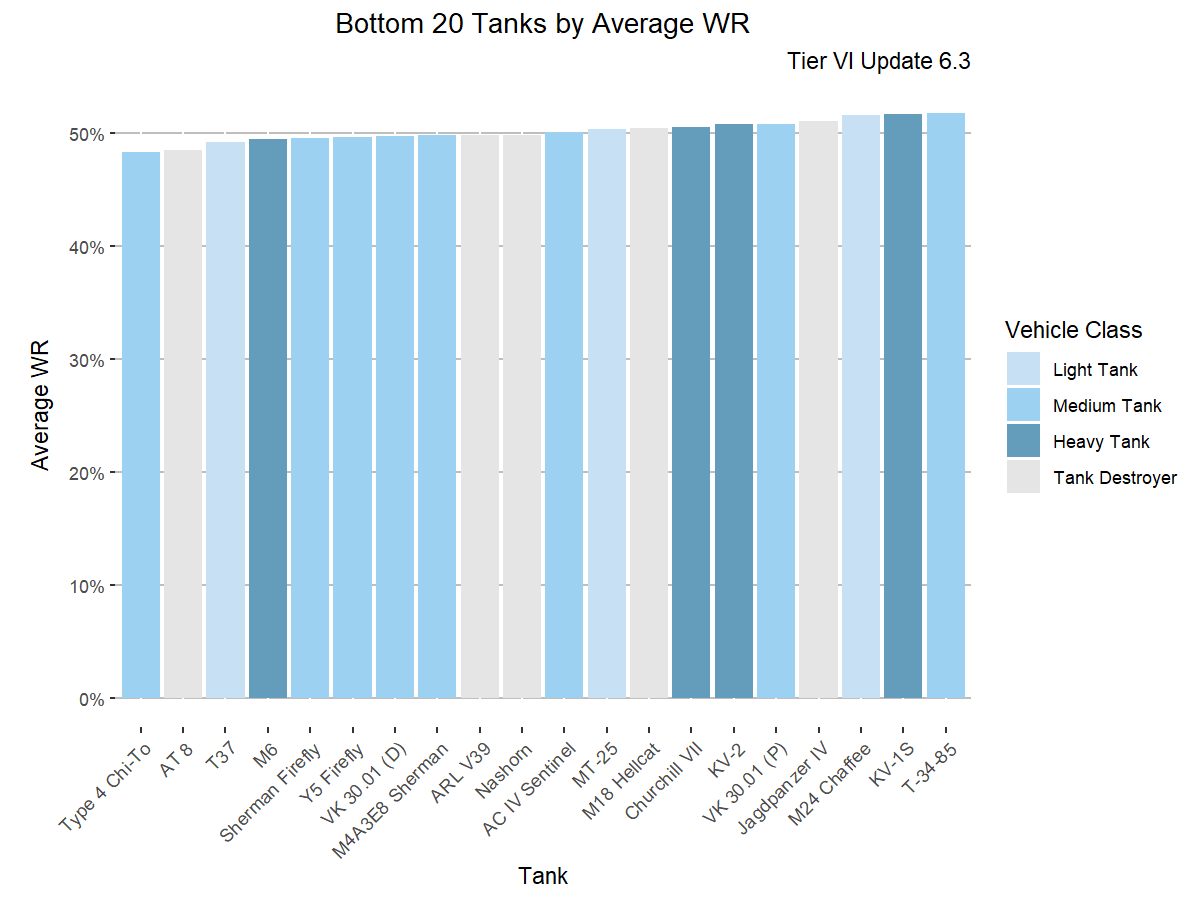 Bottom 20 Tanks by Average WR
Tier VI Update 6.3
50%
40%
30%
20%
10%
0%
Average WR
Type 4 Chi-To
AT 8
T37
M6
Sherman Firefly
Y5 Firefly
VK 30.01 (D)
M4A3E8 Sherman
ARL V39
Nashorn
AC IV Sentinel
MT-25
M18 Hellcat
Churchill VII
KV-2
VK 30.01 (P)
Jagdpanzer IV
M24 Chaffee
KV-1S
T-34-85
Tank
Vehicle Class
Light Tank
Medium Tank
Heavy Tank
Tank Destroyer